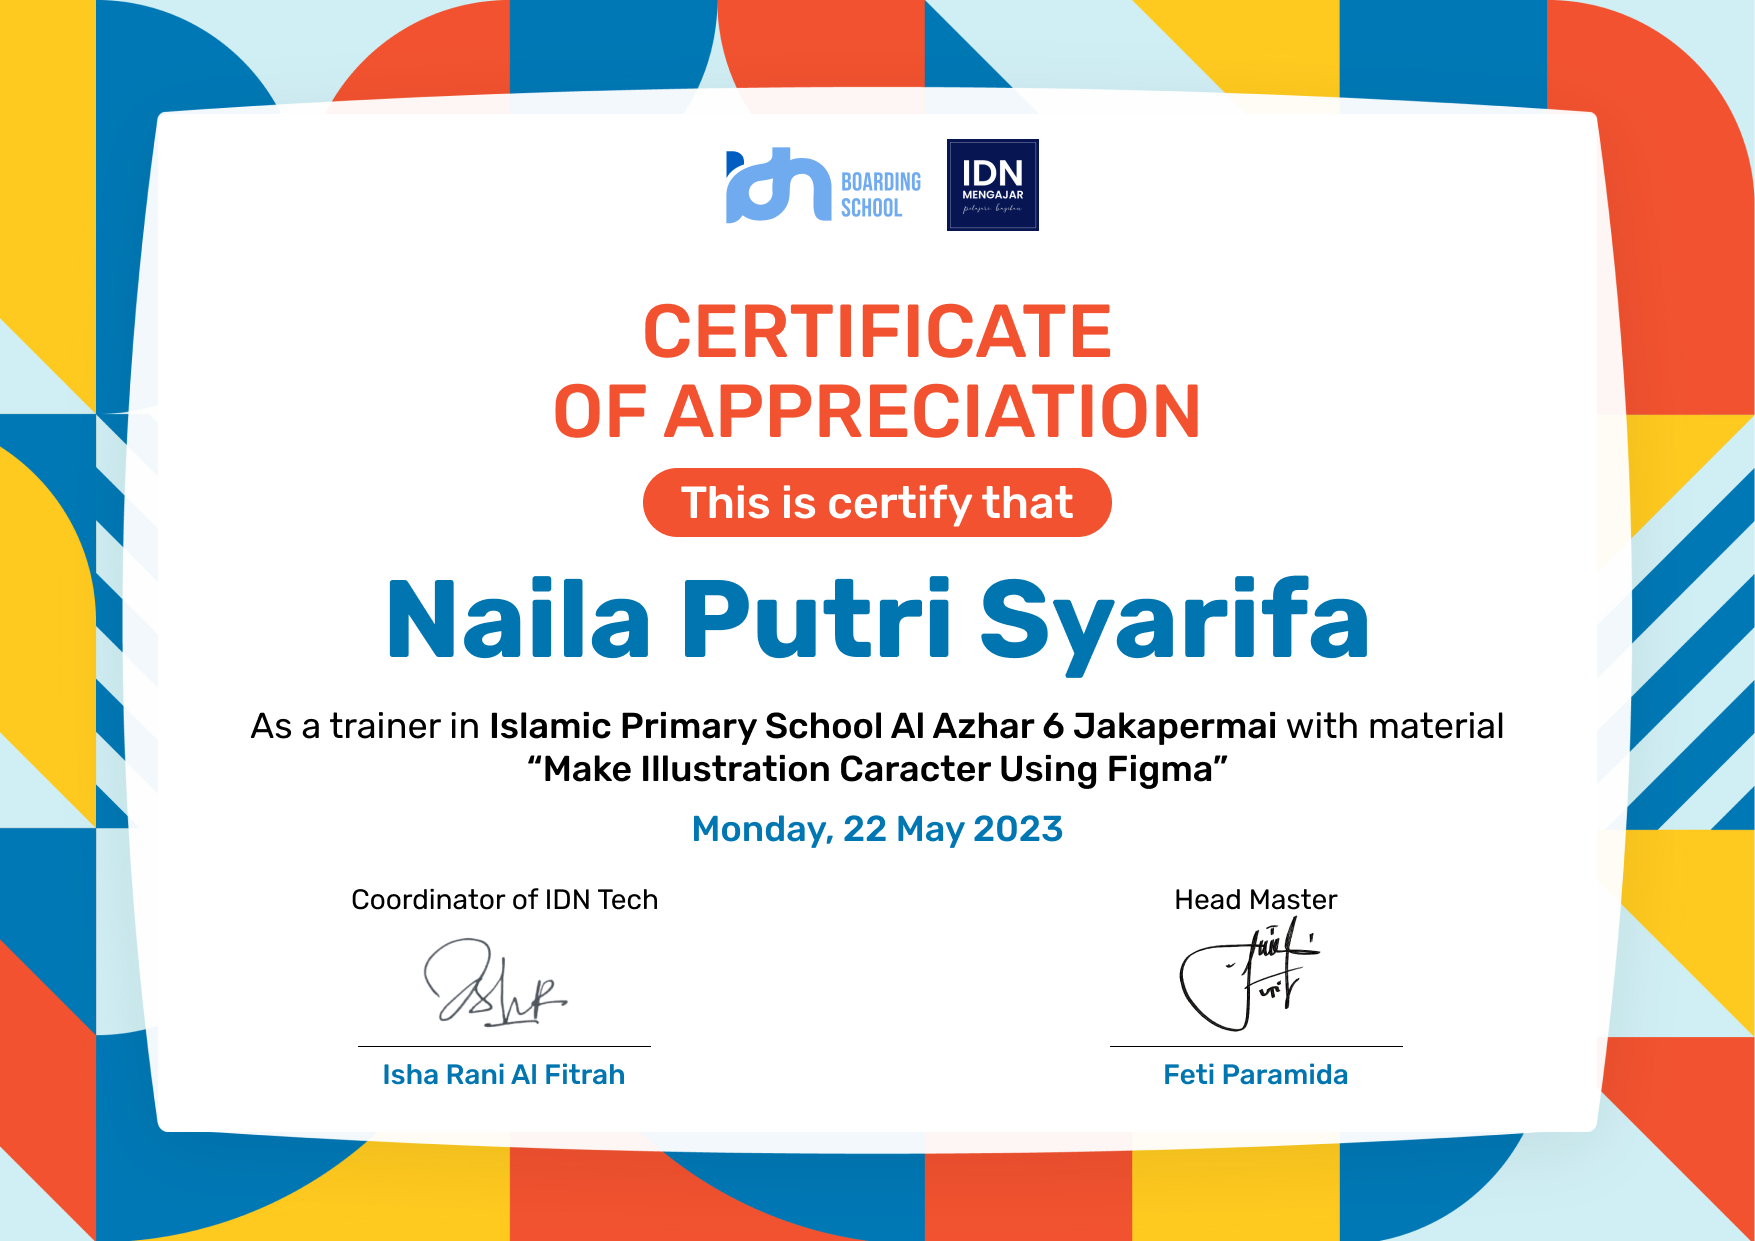 idn BOARDING
SCHOOL
IDN
MENGAJAR
CERTIFICATE
OF APPRECIATION
This is certify that
Naila Putri Syarifa
As a trainer in Islamic Primary School Al Azhar 6 Jakapermai with material
“Make Illustration Caracter Using Figma”
Monday, 22 May 2023
Coordinator of IDN Tech
Head Master
Isha Rani Al Fitrah
Feti Paramida